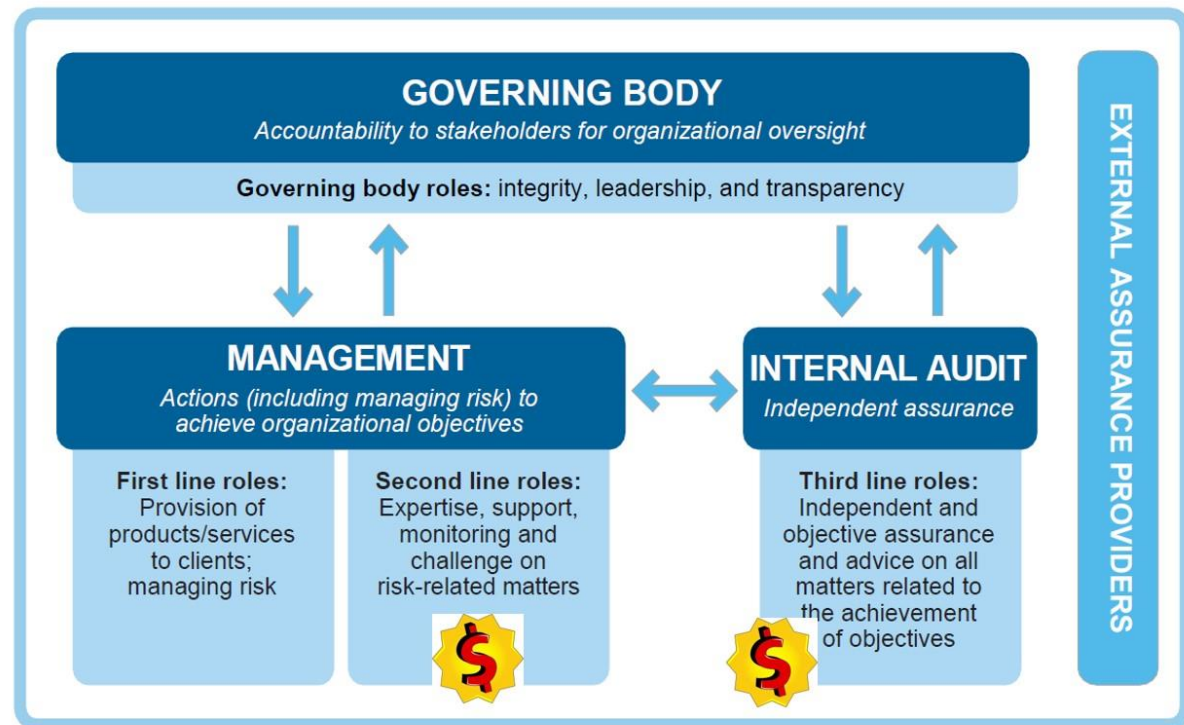 GOVERNING BODY
Accountability to stakeholders for organizational oversight
Governing body roles: integrity, leadership, and transparency
MANAGEMENT
Actions (including managing risk) to
achieve organizational objectives
First line roles:
Provision of
products/services
to clients;
managing risk
Second line roles:
Expertise, support,
monitoring and
challenge on
risk-related matters
$
INTERNAL AUDIT
Independent assurance
Third line roles:
Independent and
objective assurance
and advice on all
matters related to
the achievement
of objectives
$
EXTERNAL ASSURANCE PROVIDERS